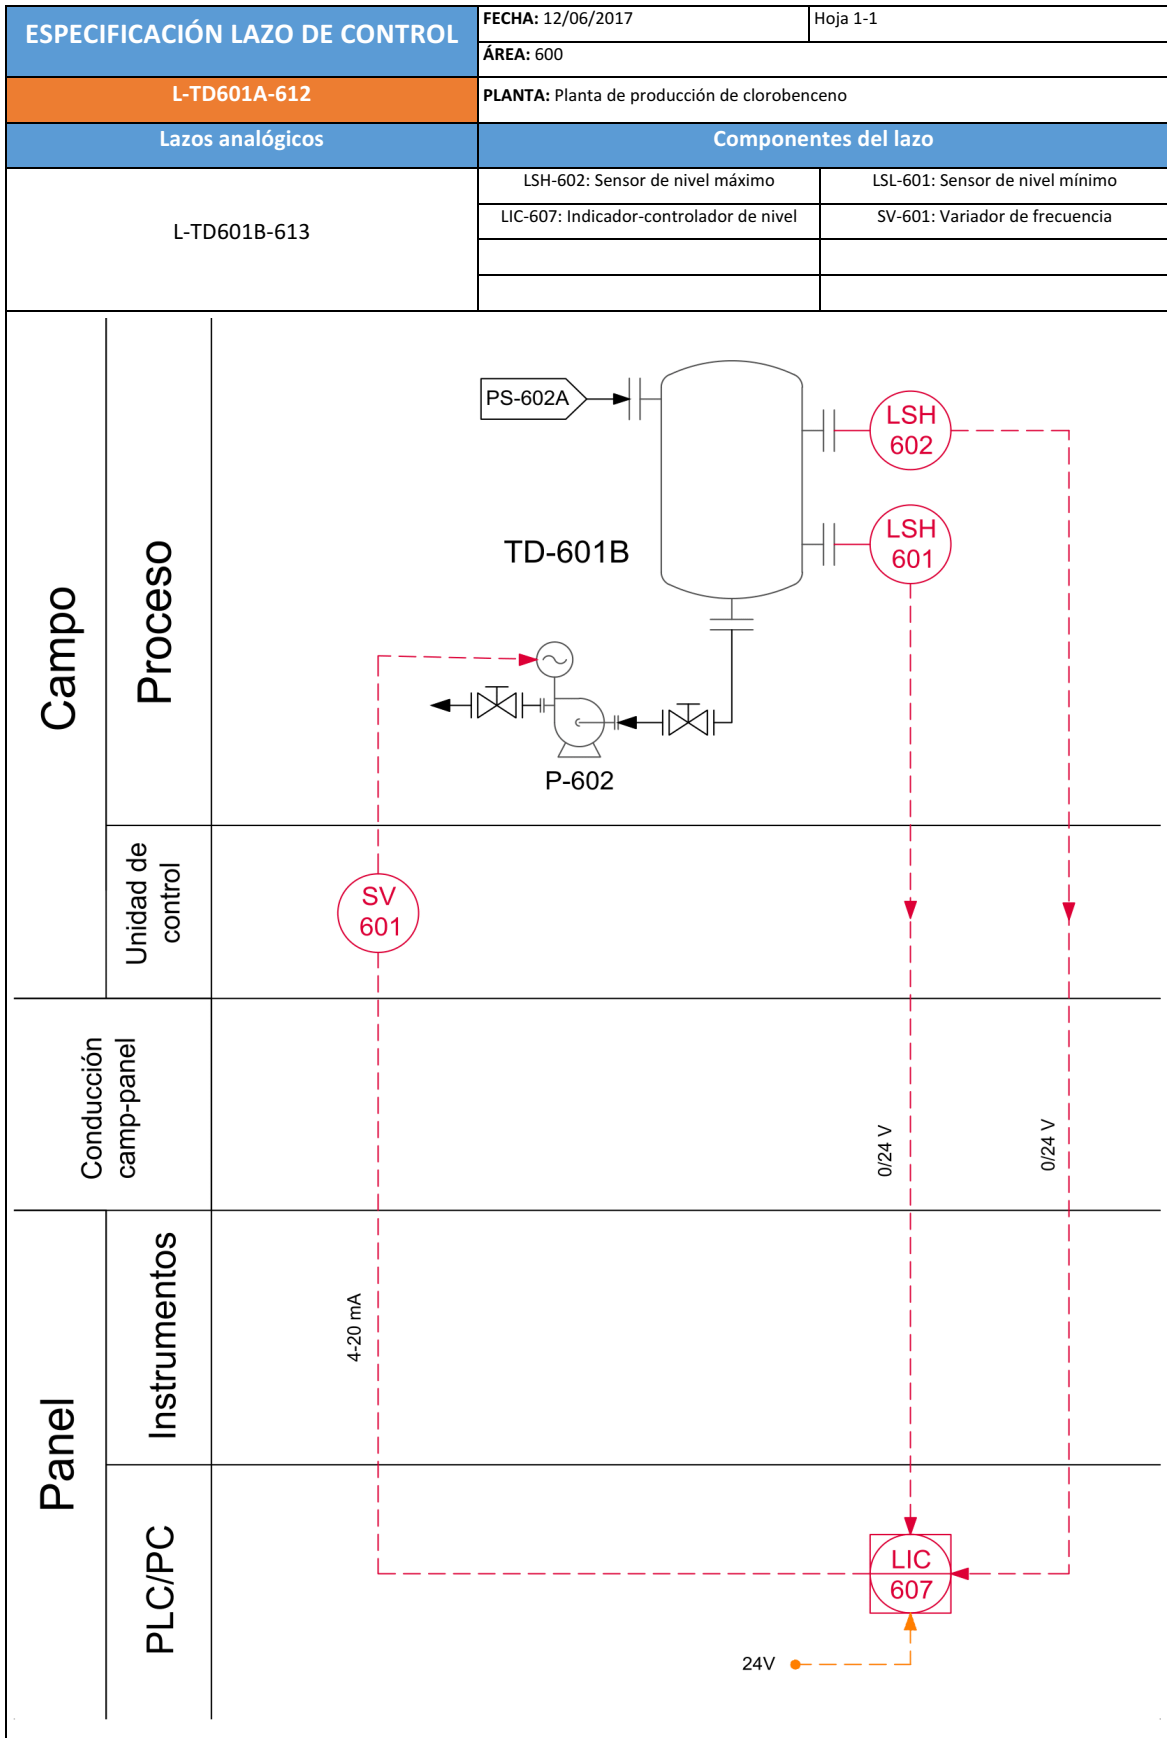 ESPECIFICACIÓN LAZO DE CONTROL
FECHA: 12/06/2017
Hoja 1-1
ÁREA: 600
L-TD601A-612
PLANTA: Planta de producción de clorobenceno
Lazos analógicos
Componentes del lazo
L-TD601B-613
LSH-602: Sensor de nivel máximo
LSL-601: Sensor de nivel mínimo
LIC-607: Indicador-controlador de nivel
SV-601: Variador de frecuencia
Campo
Proceso
PS-602A
LSH
602
LSH
601
TD-601B
P-602
Unidad de
control
SV
601
Conducción
camp-panel
0/24 V
0/24 V
Panel
Instrumentos
4-20 mA
PLC/PC
LIC
607
24V